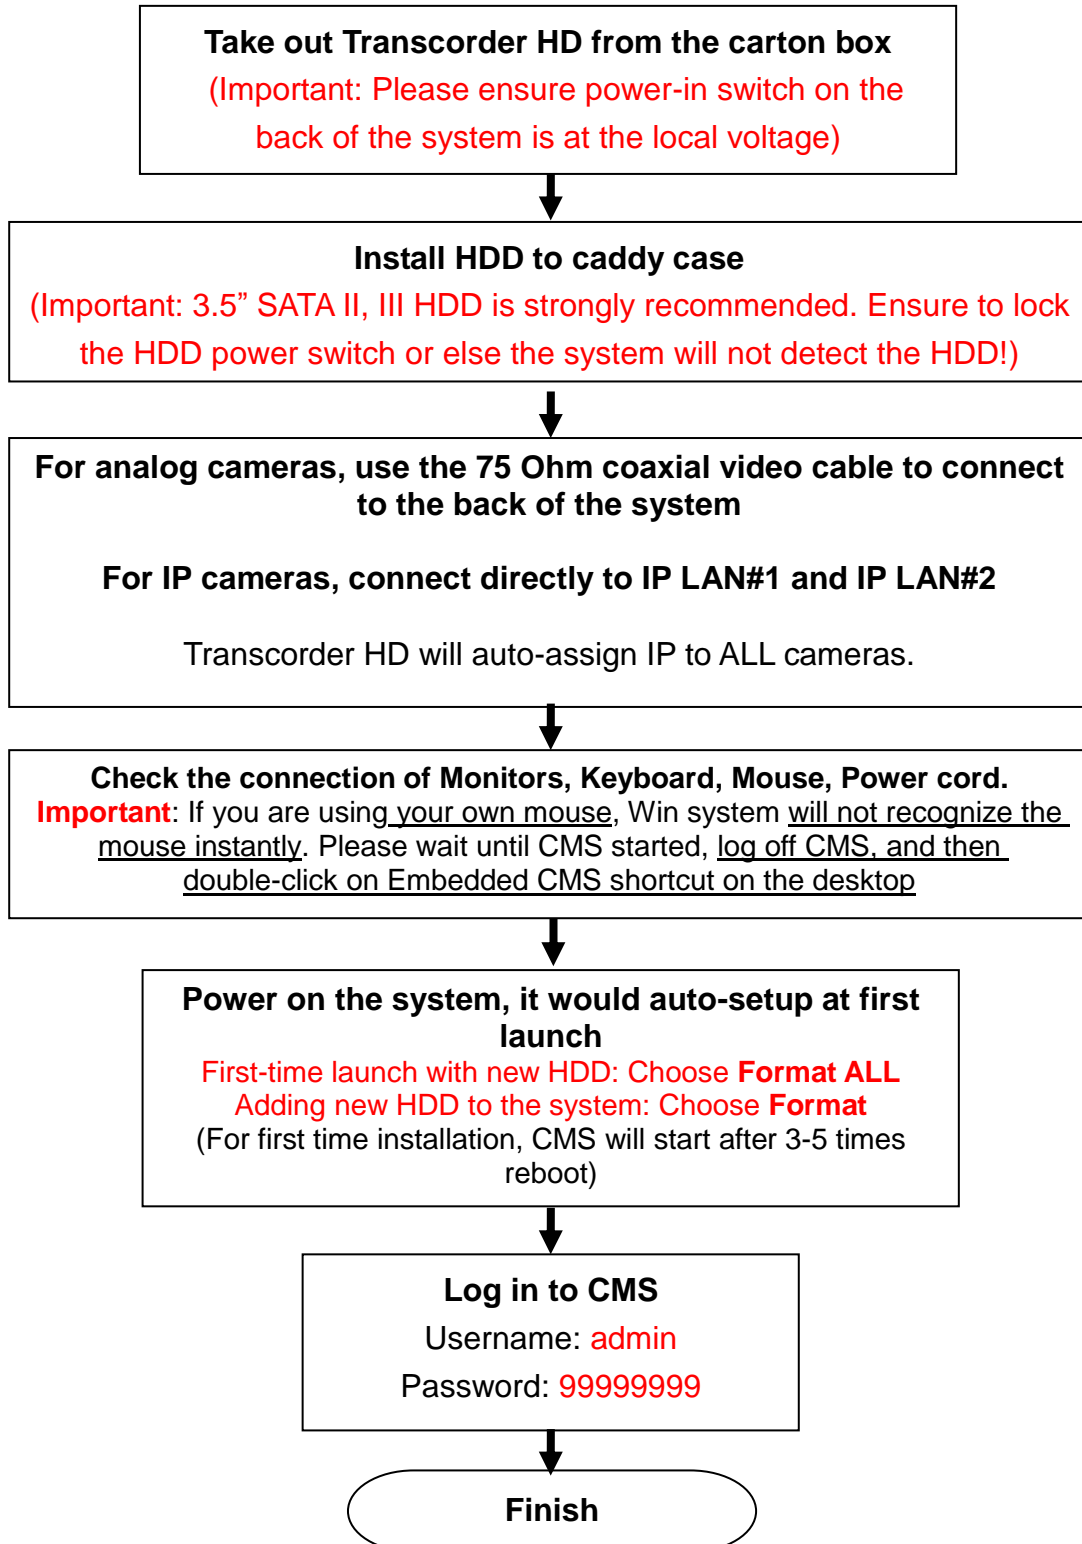 Take out Transcorder HD from the carton box
(Important: Please ensure power-in switch on the
back of the system is at the local voltage)
Install HDD to caddy case
(Important: 3.5” SATA II, III HDD is strongly recommended. Ensure to lock
the HDD power switch or else the system will not detect the HDD!)
For analog cameras, use the 75 Ohm coaxial video cable to connect
to the back of the system
For IP cameras, connect directly to IP LAN#1 and IP LAN#2
Transcorder HD will auto-assign IP to ALL cameras.
Check the connection of Monitors, Keyboard, Mouse, Power cord.
Important: If you are using your own mouse, Win system will not recognize the
mouse instantly. Please wait until CMS started, log off CMS, and then
double-click on Embedded CMS shortcut on the desktop
Power on the system, it would auto-setup at first
launch
First-time launch with new HDD: Choose Format ALL
Adding new HDD to the system: Choose Format
(For first time installation, CMS will start after 3-5 times
reboot)
Log in to CMS
Username: admin
Password: 99999999
Finish